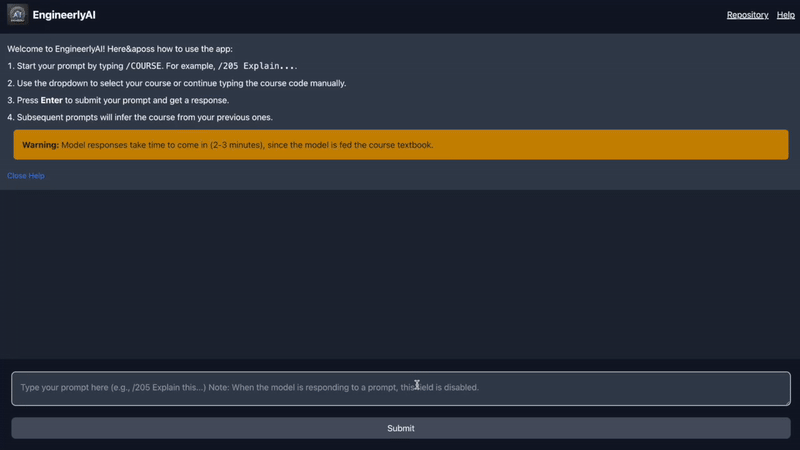 EngineerlyAI
Repository Help
Welcome to EngineerlyAI! Here&aposs how to use the app:
1. Start your prompt by typing /COURSE. For example, /205 Explain....
2. Use the dropdown to select your course or continue typing the course code manually.
3. Press Enter to submit your prompt and get a response.
4. Subsequent prompts will infer the course from your previous ones.
Warning: Model responses take time to come in (2-3 minutes), since the model is fed the course textbook.
Close Help
Type your prompt here (e.g., /205 Explain this...) Note: When the model is responding to a prompt, this field is disabled.
Submit